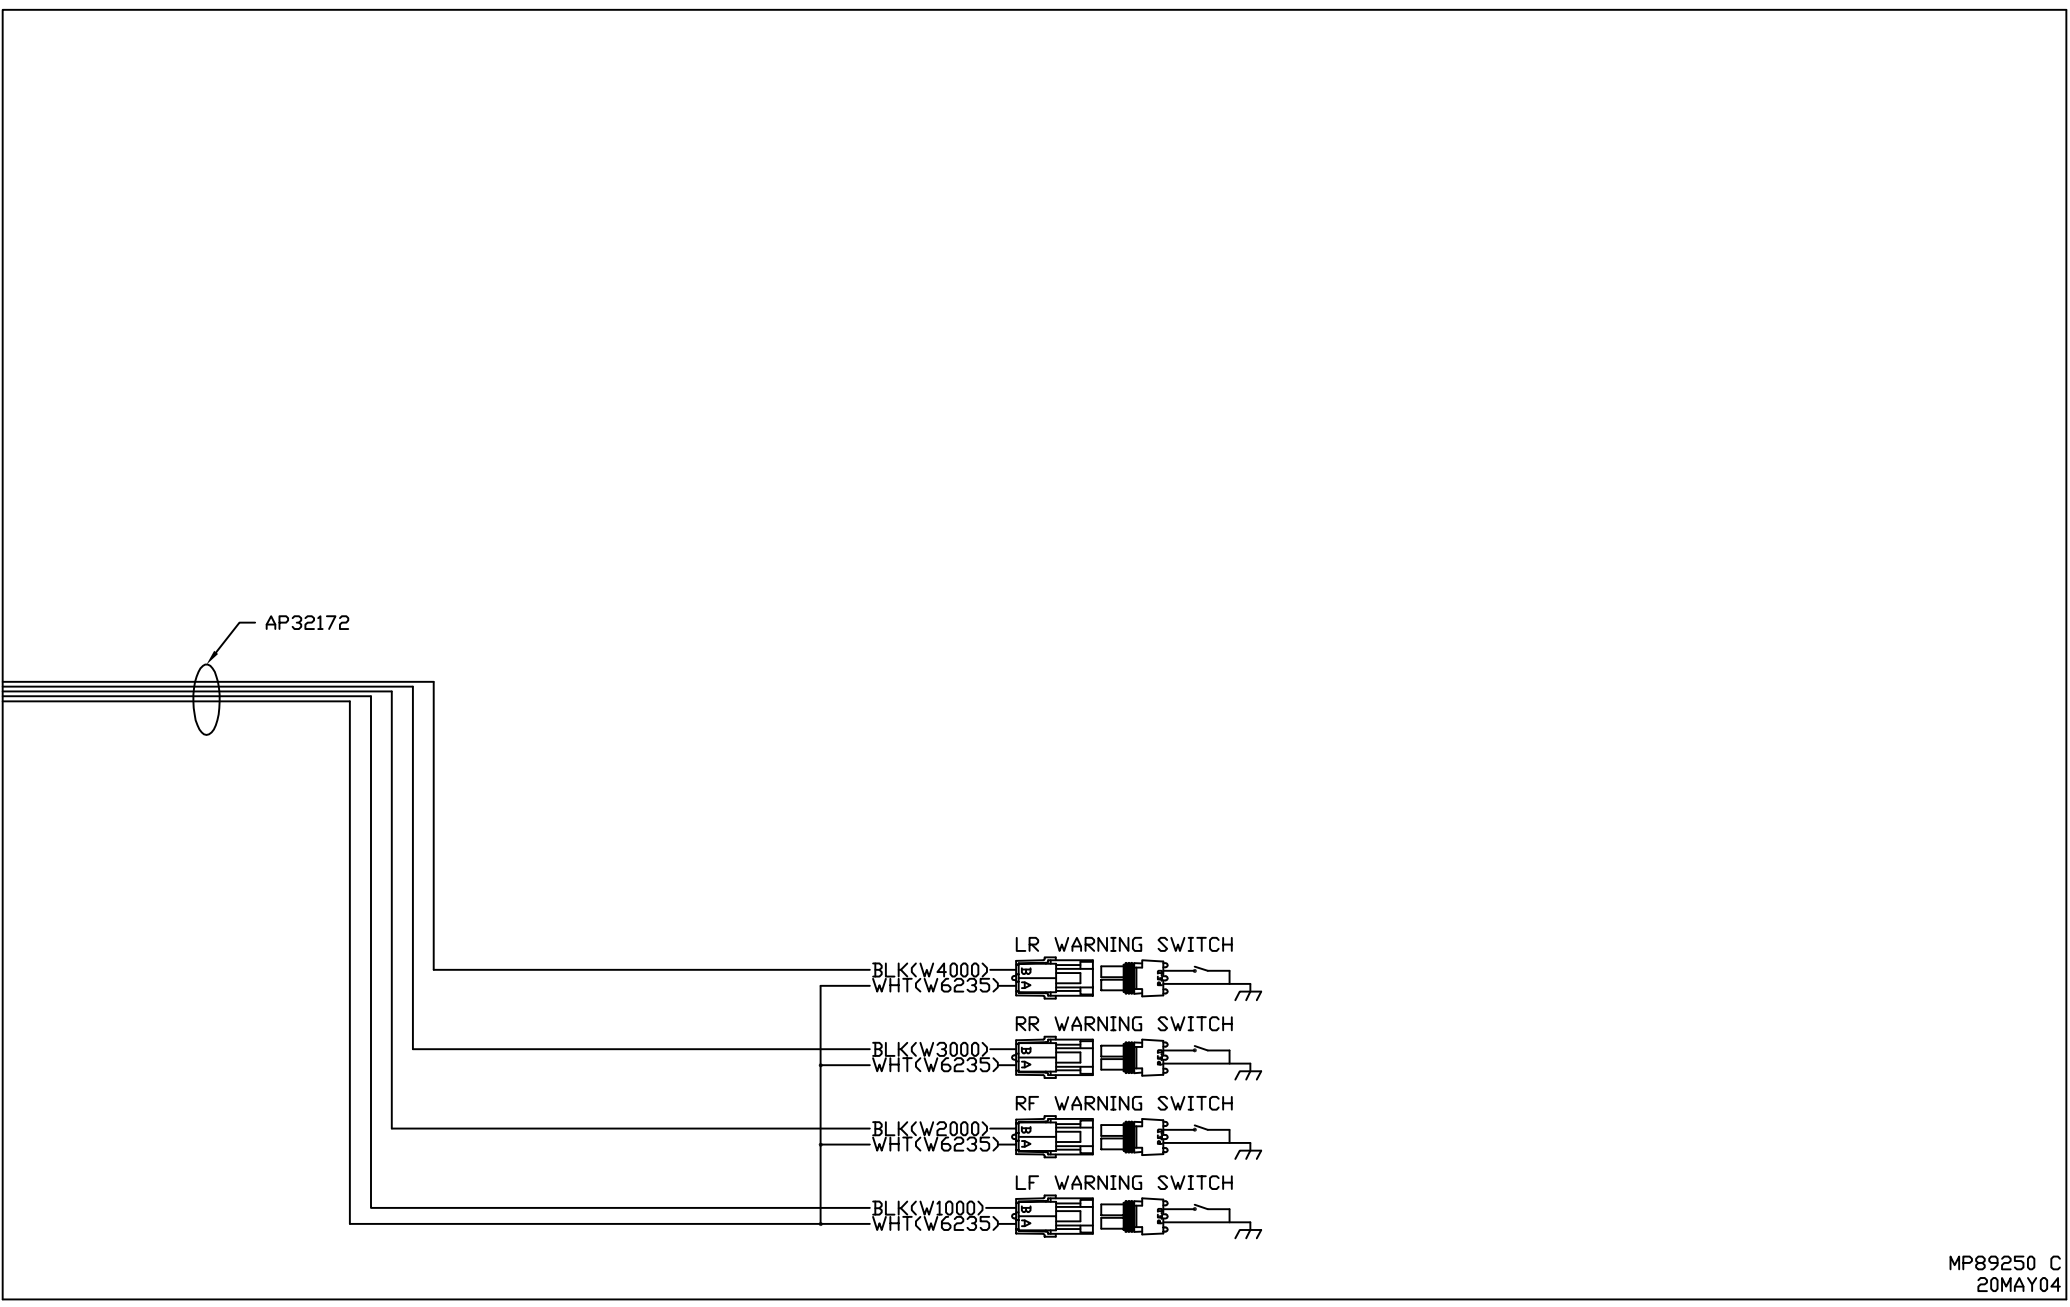 AP32172
LR WARNING SWITCH
BLK(W4000)
WHT(W6235)
B
A
RR WARNING SWITCH
BLK(W3000)
WHT(W6235)
B
A
RF WARNING SWITCH
BLK(W2000)
WHT(W6235)
B
A
LF WARNING SWITCH
BLK(W1000)
WHT(W6235)
B
A
MP89250 C
20MAY04